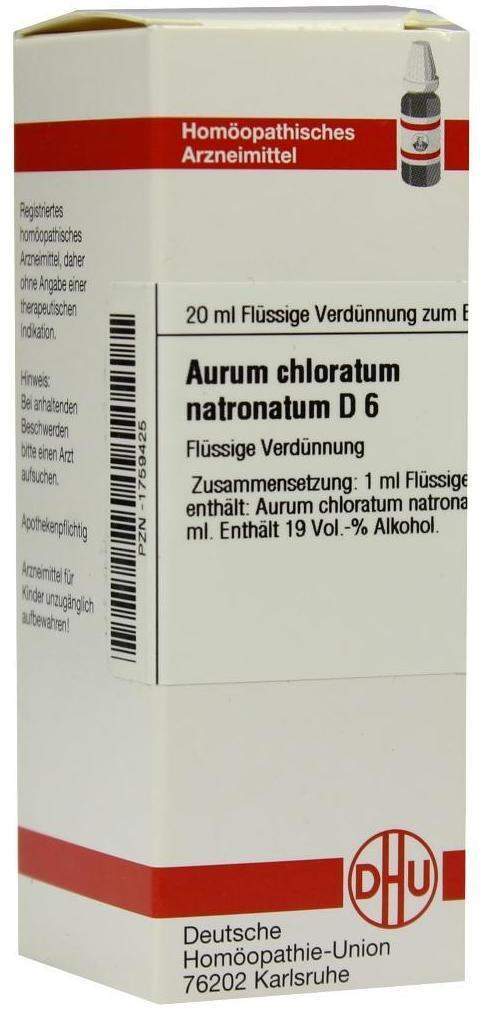 Homöopathisches
Arzneimittel
Registriertes
homöopathisches
Arzneimittel, daher
ohne Angabe einer
therapeutischen
Indikation.
Hinweis:
Bei anhaltenden
Beschwerden
bitte einen Arzt
aufsuchen.
Apothekenpflichtig
Arzneimittel für
Kinder unzugänglich
aufbewahren!
PZN -1759425
20 ml Flüssige Verdünnung zum E
Aurum chloratum
natronatum D 6
Flüssige Verdünnung
Zusammensetzung: 1 ml Flüssige
enthält: Aurum chloratum natrona
ml. Enthält 19 Vol.-% Alkohol.
DHU
Deutsche
Homöopathie-Union
76202 Karlsruhe